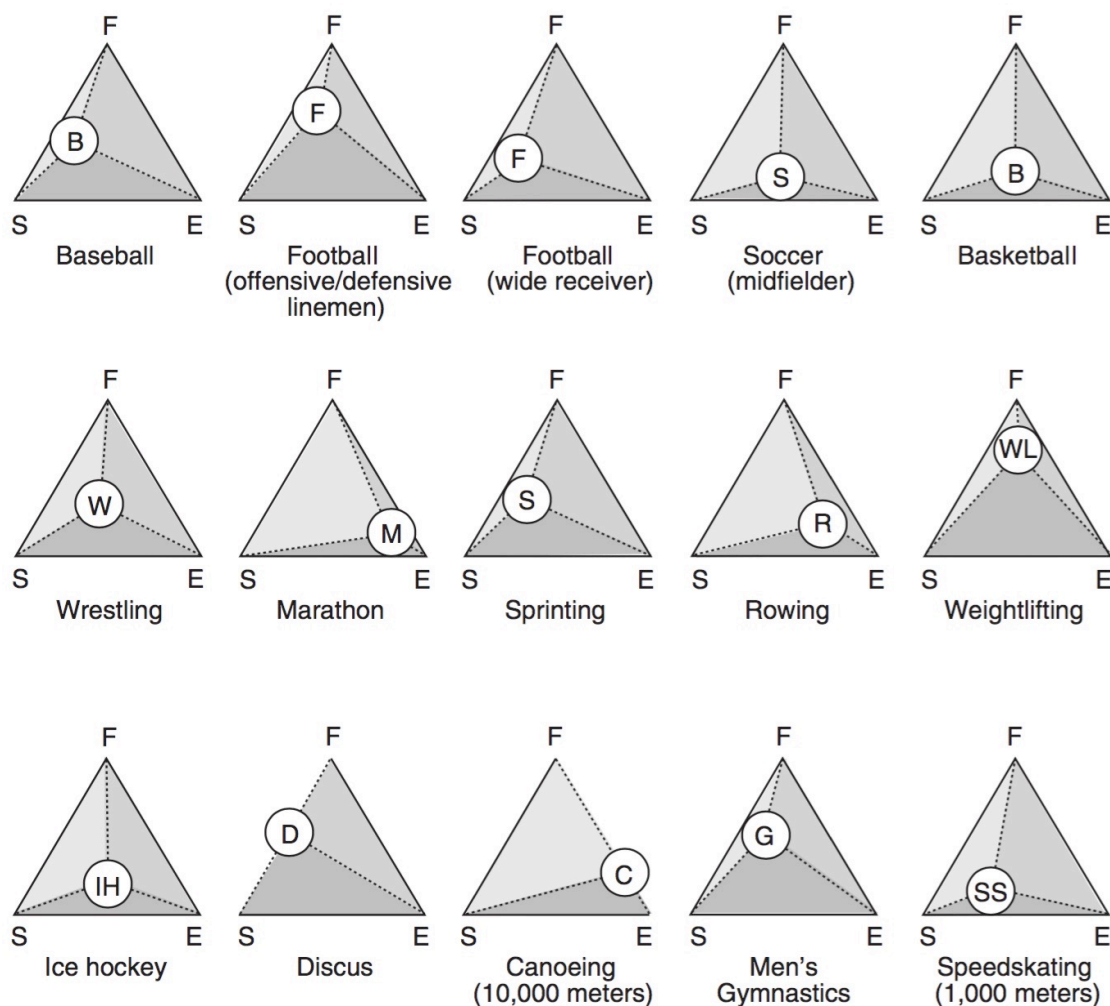 F F F F F
B F F S B
S E S E S E S E S E
Baseball Football Football Soccer Basketball
(offensive/defensive (wide receiver) (midfielder)
linemen)
F F F F F
W M S R WL
S E S E S E S E S E
Wrestling Marathon Sprinting Rowing Weightlifting
F F F F F
IH D C G SS
S E S E S E S E S E
Ice hockey Discus Canoeing Men's Speedskating
(10,000 meters) Gymnastics (1,000 meters)